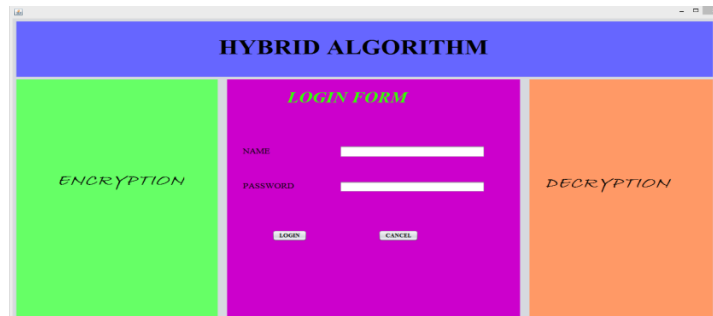 HYBRID ALGORITHM
LOGIN FORM
NAME
ENCRYPTION
DECRYPTION
PASSWORD
LOGIN
CANCEL